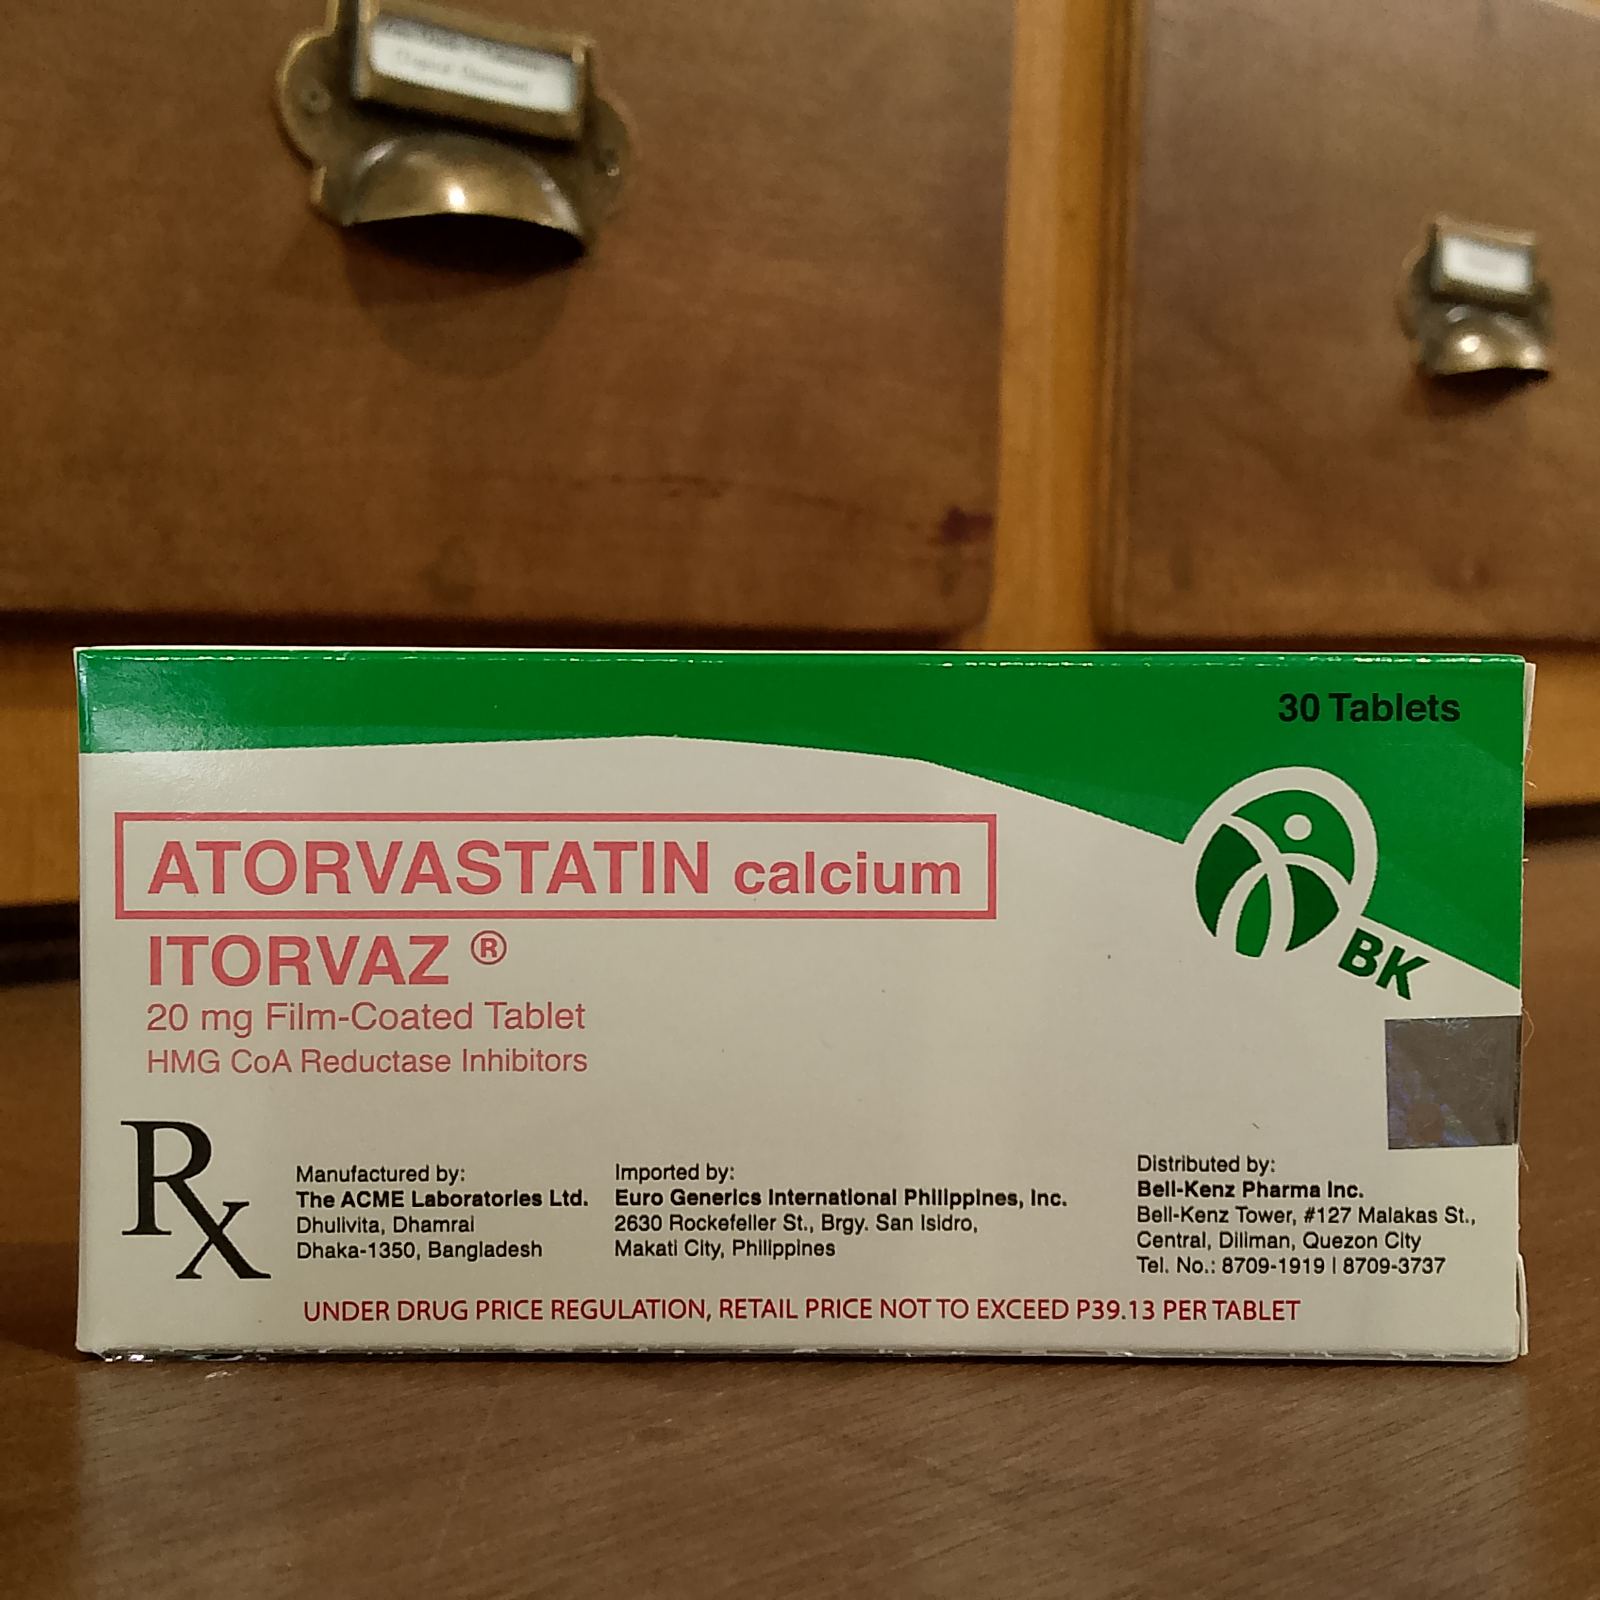 30 Tablets
ATORVASTATIN calcium
ITORVAZ ®
20 mg Film-Coated Tablet
HMG CoA Reductase Inhibitors
BK
Rx
Manufactured by:
The ACME Laboratories Ltd.
Dhulivita, Dhamrai
Dhaka-1350, Bangladesh
Imported by:
Euro Generics International Philippines, Inc.
2630 Rockefeller St., Brgy. San Isidro,
Makati City, Philippines
Distributed by:
Bell-Kenz Pharma Inc.
Bell-Kenz Tower, #127 Malakas St.,
Central, Diliman, Quezon City
Tel. No.: 8709-1919 | 8709-3737
UNDER DRUG PRICE REGULATION, RETAIL PRICE NOT TO EXCEED P39.13 PER TABLET